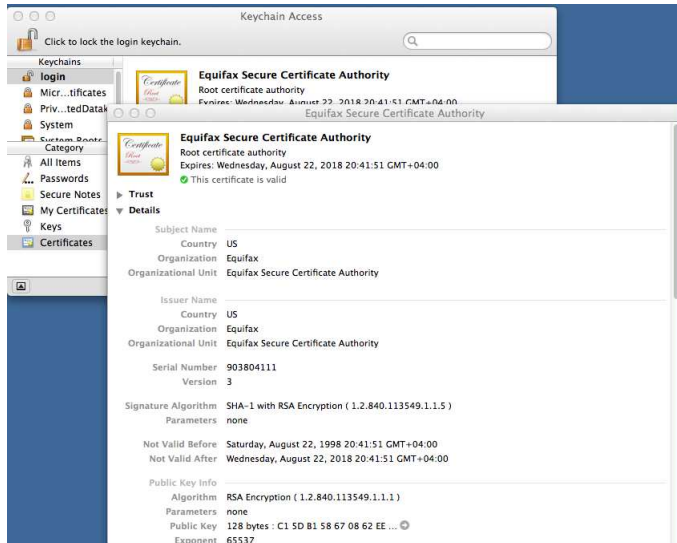 Keychain Access
Click to lock the login keychain.
Keychains
login
Micr...tificates
Priv...tedDatak
System
System Roots
Category
All Items
Passwords
Secure Notes
My Certificates
Keys
Certificates
Certificate
Root
Equifax Secure Certificate Authority
Root certificate authority
Expires: Wednesday, August 22, 2018 20:41:51 GMT+04:00
Equifax Secure Certificate Authority
Certificate
Root
Equifax Secure Certificate Authority
Root certificate authority
Expires: Wednesday, August 22, 2018 20:41:51 GMT+04:00
This certificate is valid
Trust
Details
Subject Name
Country US
Organization Equifax
Organizational Unit Equifax Secure Certificate Authority
Issuer Name
Country US
Organization Equifax
Organizational Unit Equifax Secure Certificate Authority
Serial Number 903804111
Version 3
Signature Algorithm SHA-1 with RSA Encryption ( 1.2.840.113549.1.1.5 )
Parameters none
Not Valid Before Saturday, August 22, 1998 20:41:51 GMT+04:00
Not Valid After Wednesday, August 22, 2018 20:41:51 GMT+04:00
Public Key Info
Algorithm RSA Encryption ( 1.2.840.113549.1.1.1 )
Parameters none
Public Key 128 bytes : C1 5D B1 58 67 08 62 EE ...
Exponent 65537